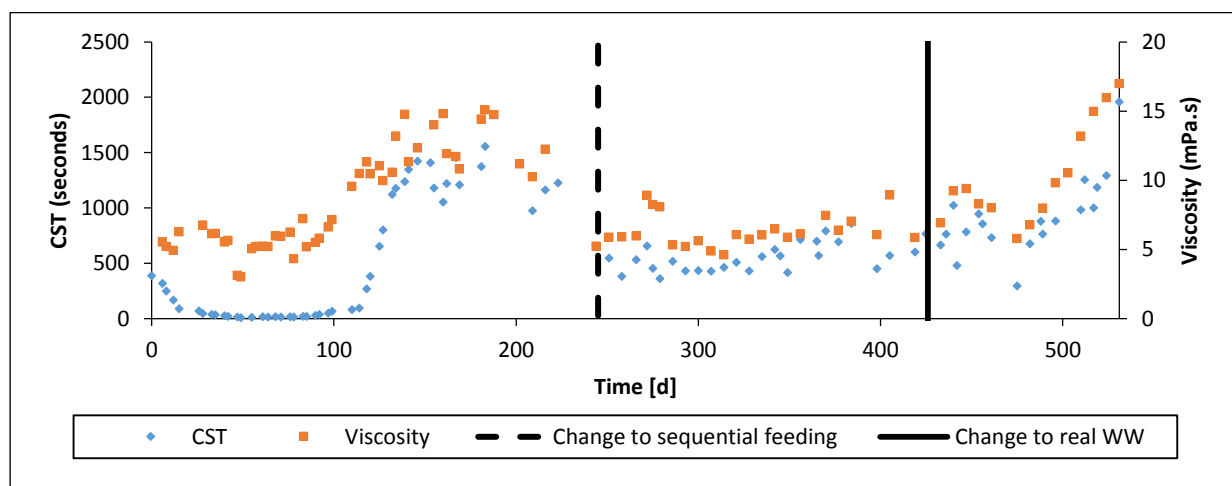 2500
2000
1500
1000
500
0
CST (seconds)
20
15
10
5
0
Viscosity (mPa.s)
0 100 200 300 400 500
Time [d]
CST Viscosity Change to sequential feeding Change to real WW